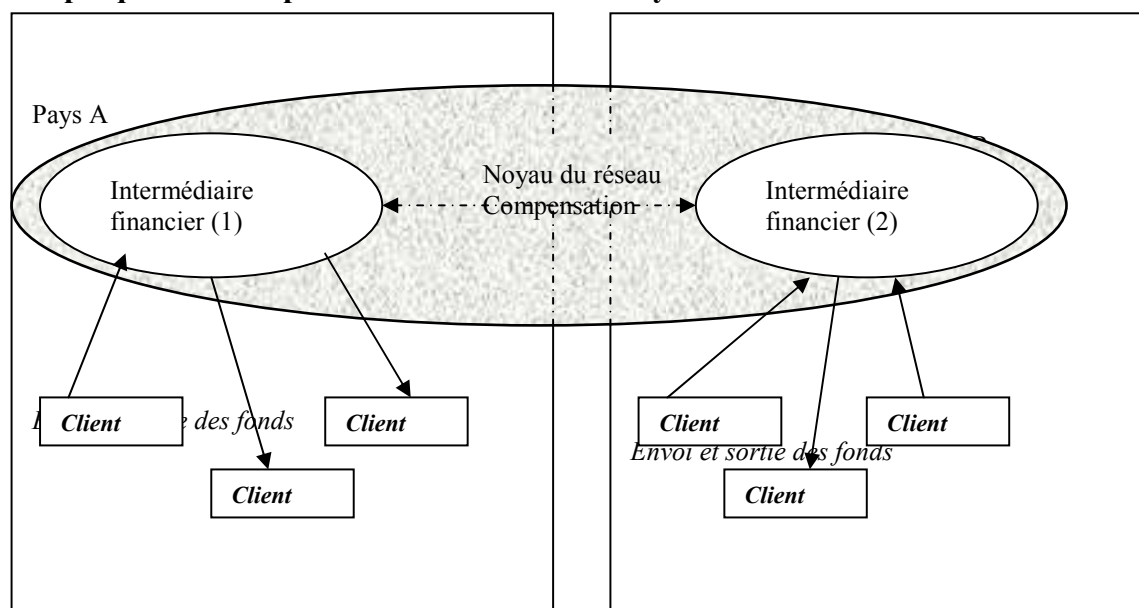 Pays A
Noyau du réseau
Compensation
Intermédiaire
financier (1)
Intermédiaire
financier (2)
Client
des fonds
Client
Client
Client
Client
Envoi et sortie des fonds
Client